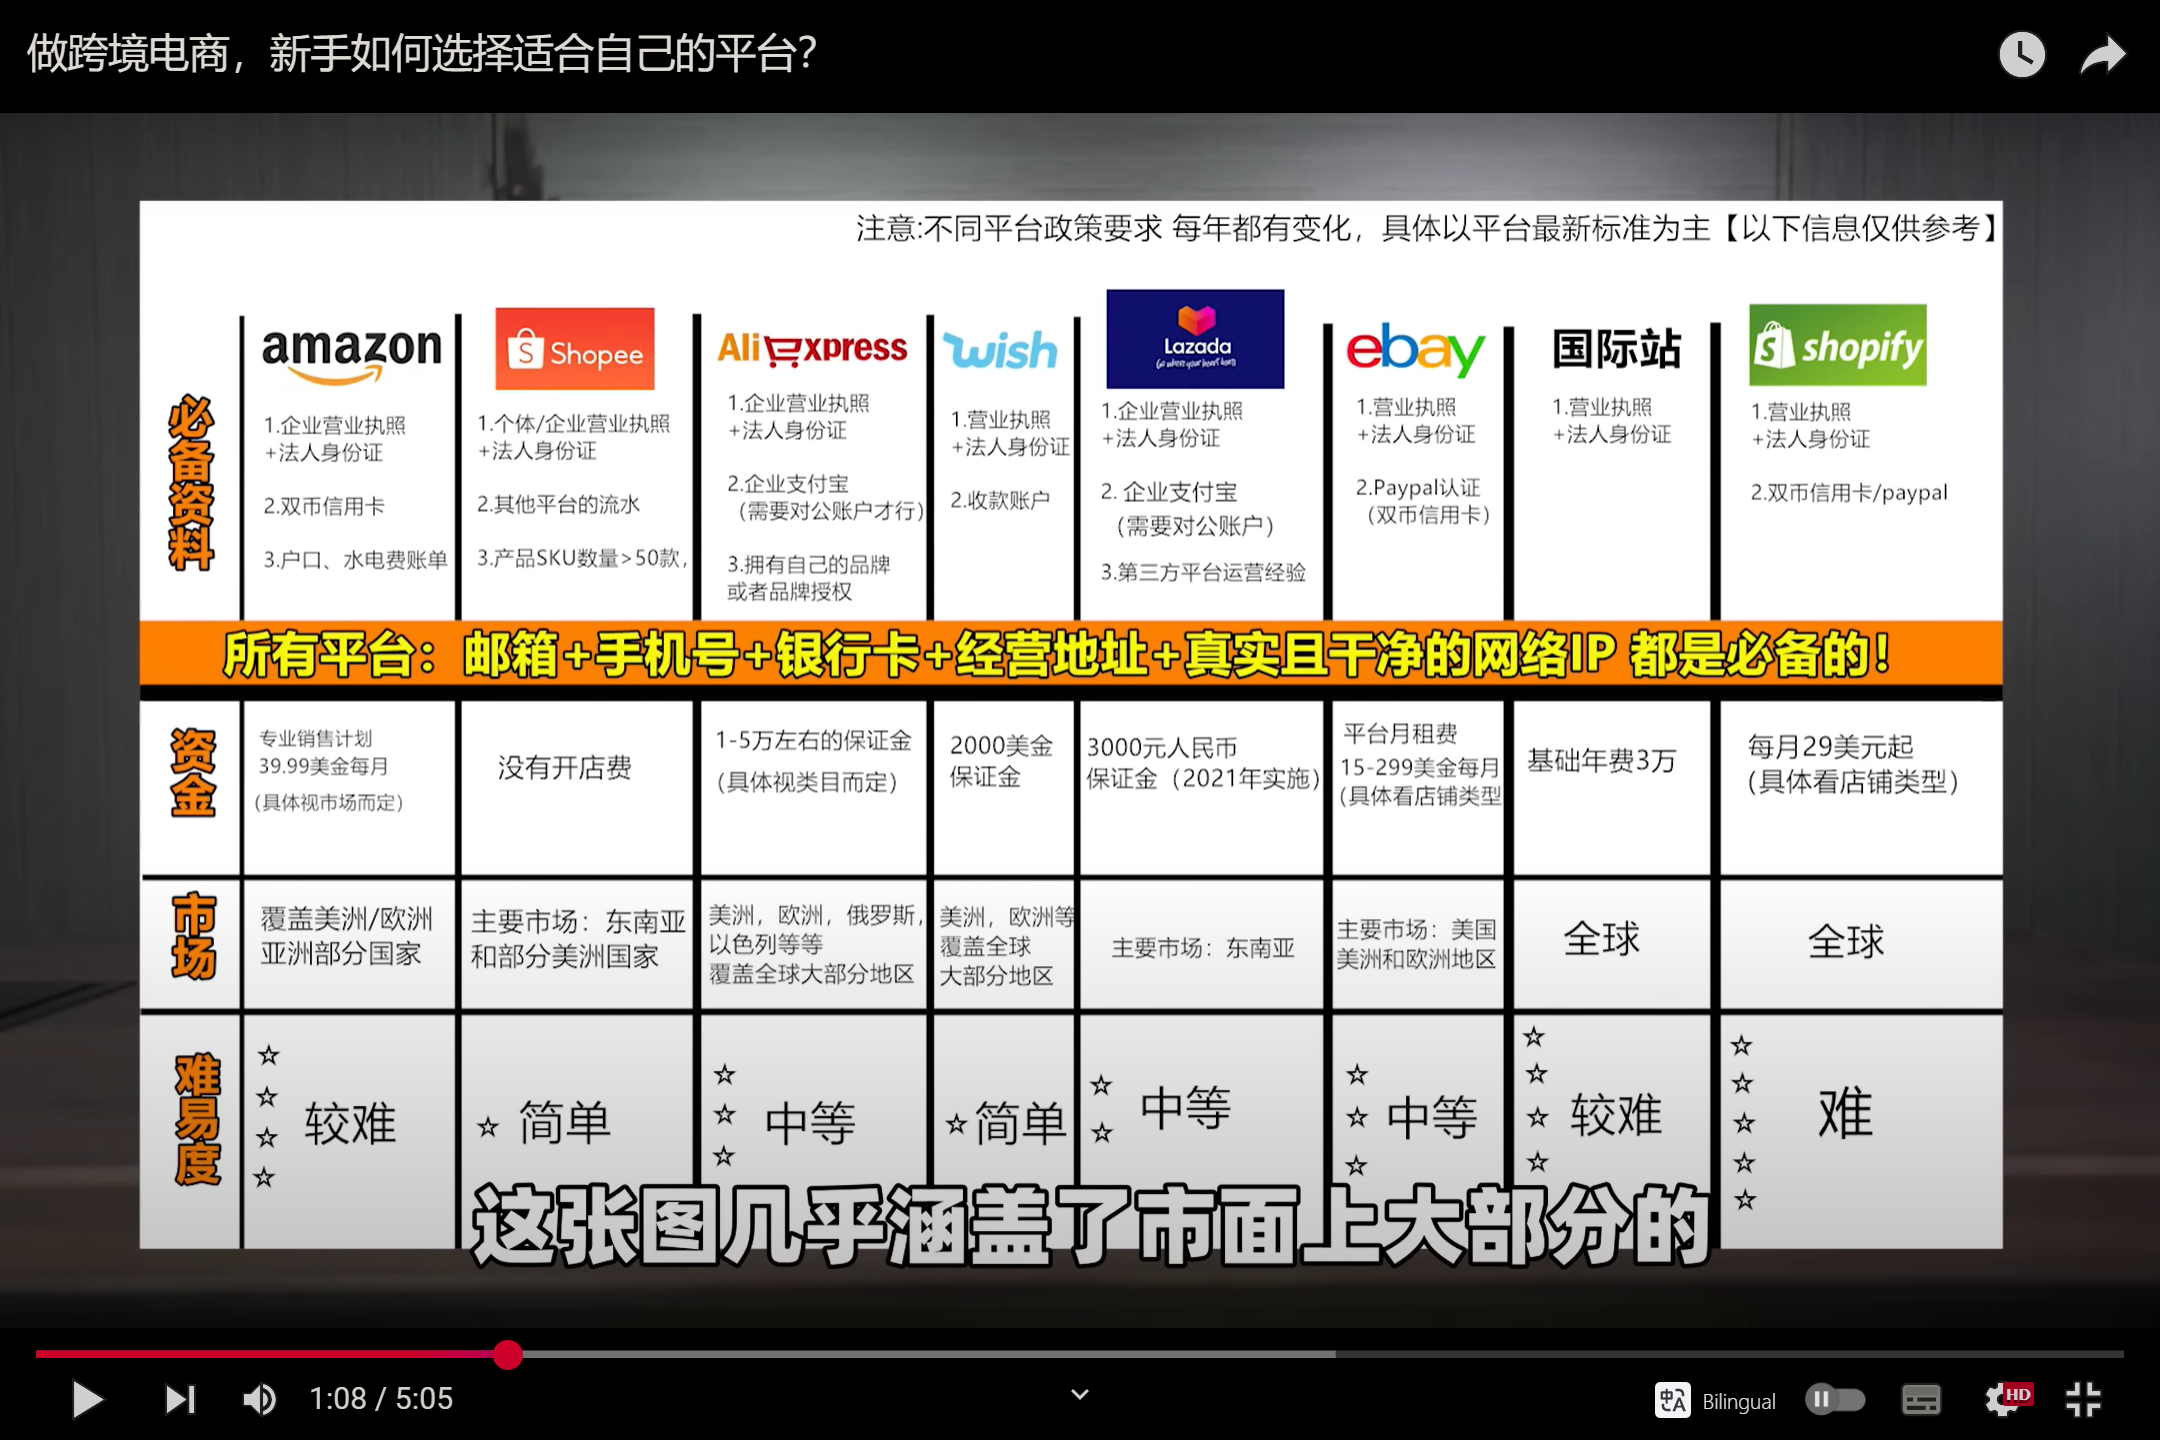 做跨境电商，新手如何选择适合自己的平台？
注意:不同平台政策要求 每年都有变化，具体以平台最新标准为主【以下信息仅供参考】
必备资料
amazon
1.企业营业执照
+法人身份证
2.双币信用卡
3.户口、水电费账单
Shopee
1.个体/企业营业执照
+法人身份证
2.其他平台的流水
3.产品SKU数量>50款，
AliExpress
1.企业营业执照
+法人身份证
2.企业支付宝
（需要对公账户才行）
3.拥有自己的品牌
或者品牌授权
wish
1.营业执照
+法人身份证
2.收款账户
Lazada
Go where your heart beats
1.企业营业执照
+法人身份证
2. 企业支付宝
（需要对公账户）
3.第三方平台运营经验
ebay
1.营业执照
+法人身份证
2.Paypal认证
（双币信用卡）
国际站
1.营业执照
+法人身份证
shopify
1.营业执照
+法人身份证
2.双币信用卡/paypal
所有平台：邮箱+手机号+银行卡+经营地址+真实且干净的网络IP 都是必备的！
资金
专业销售计划
39.99美金每月
（具体视市场而定）
没有开店费
1-5万左右的保证金
（具体视类目而定）
2000美金
保证金
3000元人民币
保证金（2021年实施）
平台月租费
15-299美金每月
（具体看店铺类型
基础年费3万
每月29美元起
（具体看店铺类型）
市场
覆盖美洲/欧洲
亚洲部分国家
主要市场：东南亚
和部分美洲国家
美洲，欧洲，俄罗斯，
以色列等等
覆盖全球大部分地区
美洲，欧洲等
覆盖全球
大部分地区
主要市场：东南亚
主要市场：美国
美洲和欧洲地区
全球
全球
难易度
☆☆☆☆ 较难
☆ 简单
☆☆☆ 中等
☆ 简单
☆☆ 中等
☆☆☆ 中等
☆☆☆☆ 较难
☆☆☆☆☆ 难
这张图几乎涵盖了市面上大部分的
1:08 / 5:05
中A
Bilingual
HD